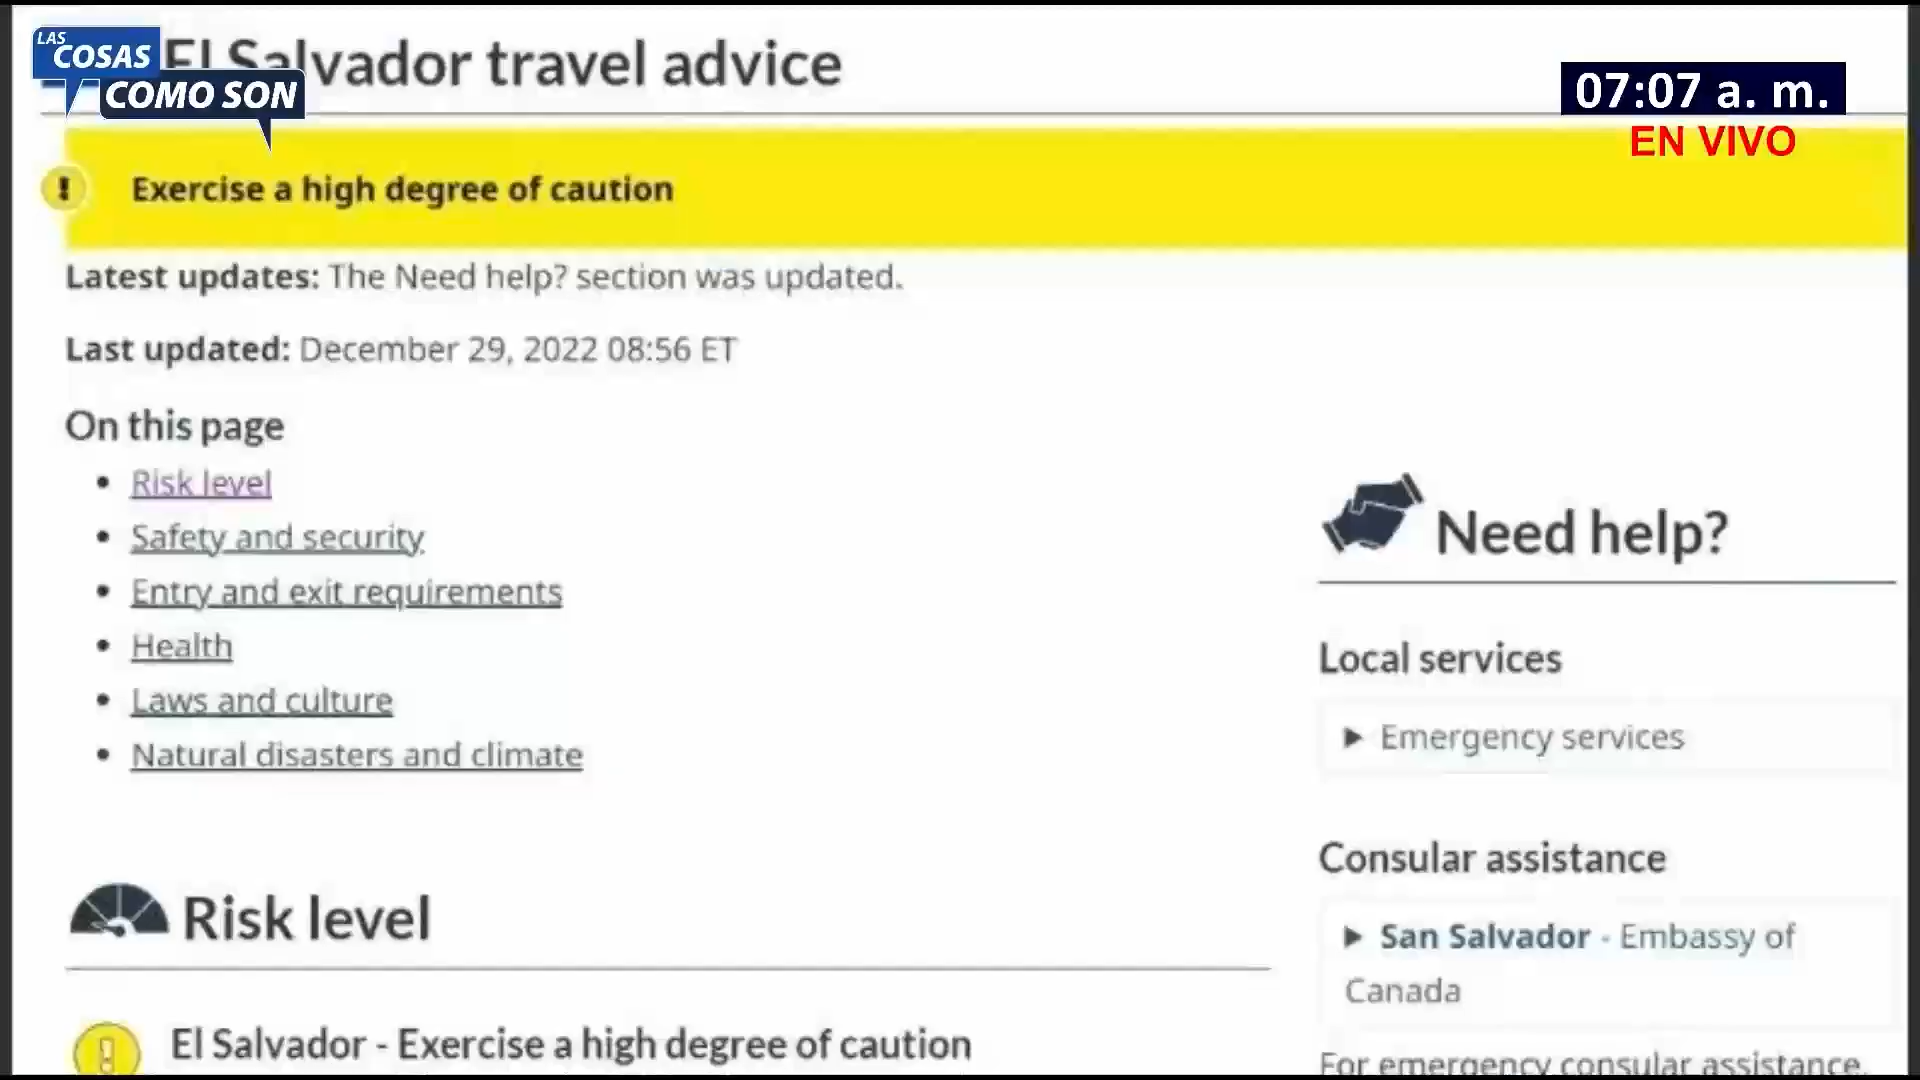 LAS
COSAS
COMO SON
El Salvador travel advice
07:07 a. m.
EN VIVO
Exercise a high degree of caution
Latest updates: The Need help? section was updated.
Last updated: December 29, 2022 08:56 ET
On this page
Risk level
Safety and security
Entry and exit requirements
Health
Laws and culture
Natural disasters and climate
Need help?
Local services
Emergency services
Consular assistance
San Salvador - Embassy of
Canada
For emergency consular assistance,
Risk level
El Salvador - Exercise a high degree of caution